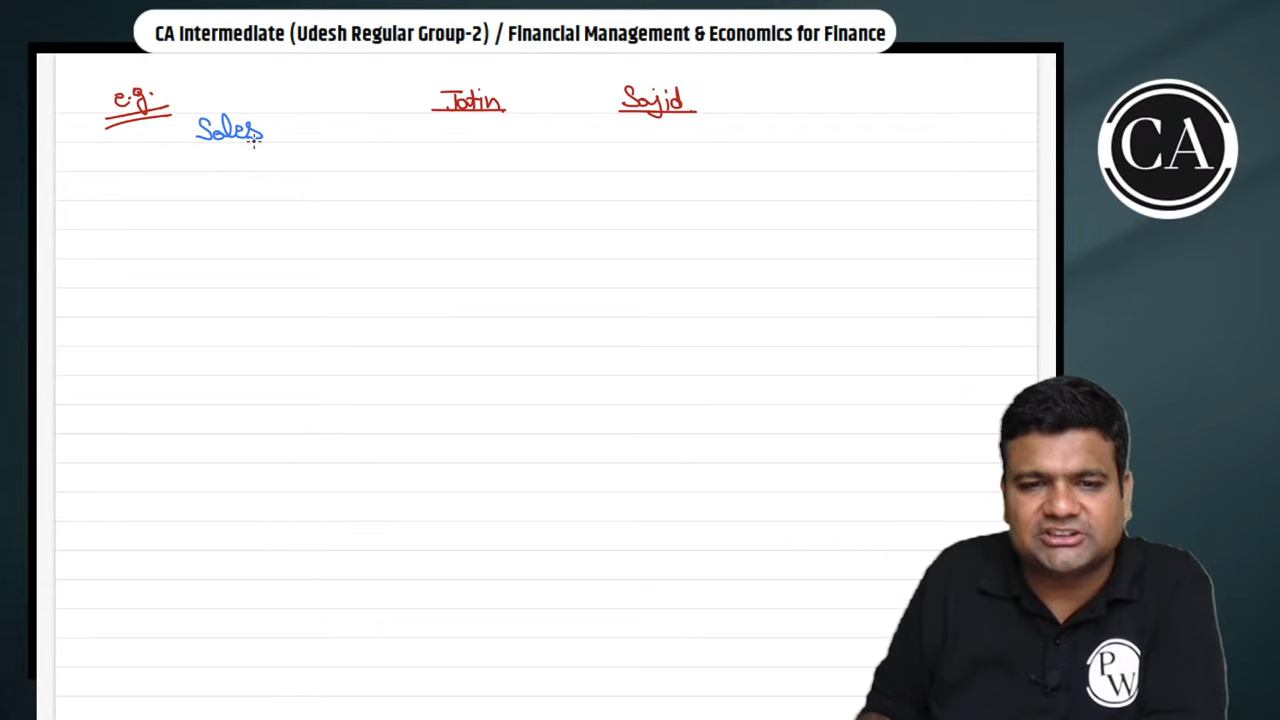 CA Intermediate (Udesh Regular Group-2) / Financial Management & Economics for Finance
e.g. Jatin Sajid
Sales
CA
PW